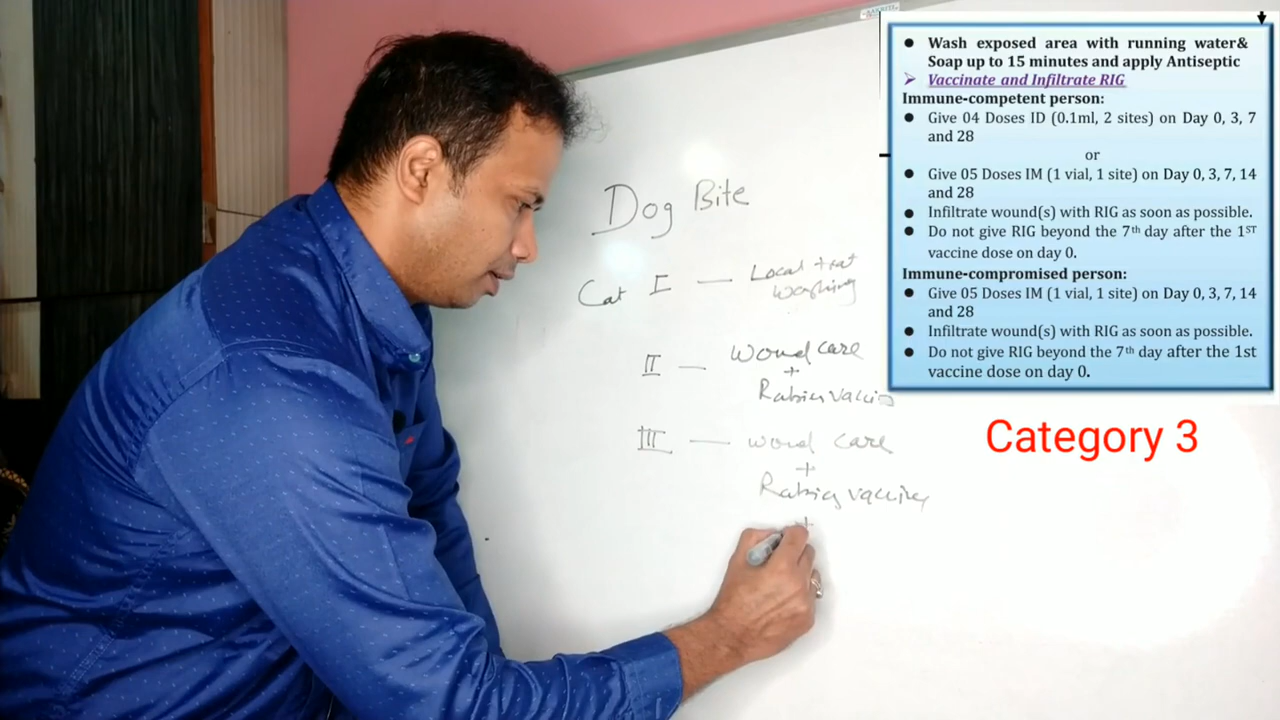 Dog Bite
Cat I — Local treat
washing
II — Wound care
+
Rabies vaccin
III — wound care
+
Rabies vaccine
+
● Wash exposed area with running water&
Soap up to 15 minutes and apply Antiseptic
➢ Vaccinate and Infiltrate RIG
Immune-competent person:
● Give 04 Doses ID (0.1ml, 2 sites) on Day 0, 3, 7
and 28
or
● Give 05 Doses IM (1 vial, 1 site) on Day 0, 3, 7, 14
and 28
● Infiltrate wound(s) with RIG as soon as possible.
● Do not give RIG beyond the 7th day after the 1ST
vaccine dose on day 0.
Immune-compromised person:
● Give 05 Doses IM (1 vial, 1 site) on Day 0, 3, 7, 14
and 28
● Infiltrate wound(s) with RIG as soon as possible.
● Do not give RIG beyond the 7th day after the 1st
vaccine dose on day 0.
Category 3